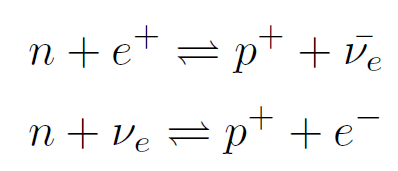 n + e⁺ ⇌ p⁺ + ν̄ₑ
n + νₑ ⇌ p⁺ + e⁻